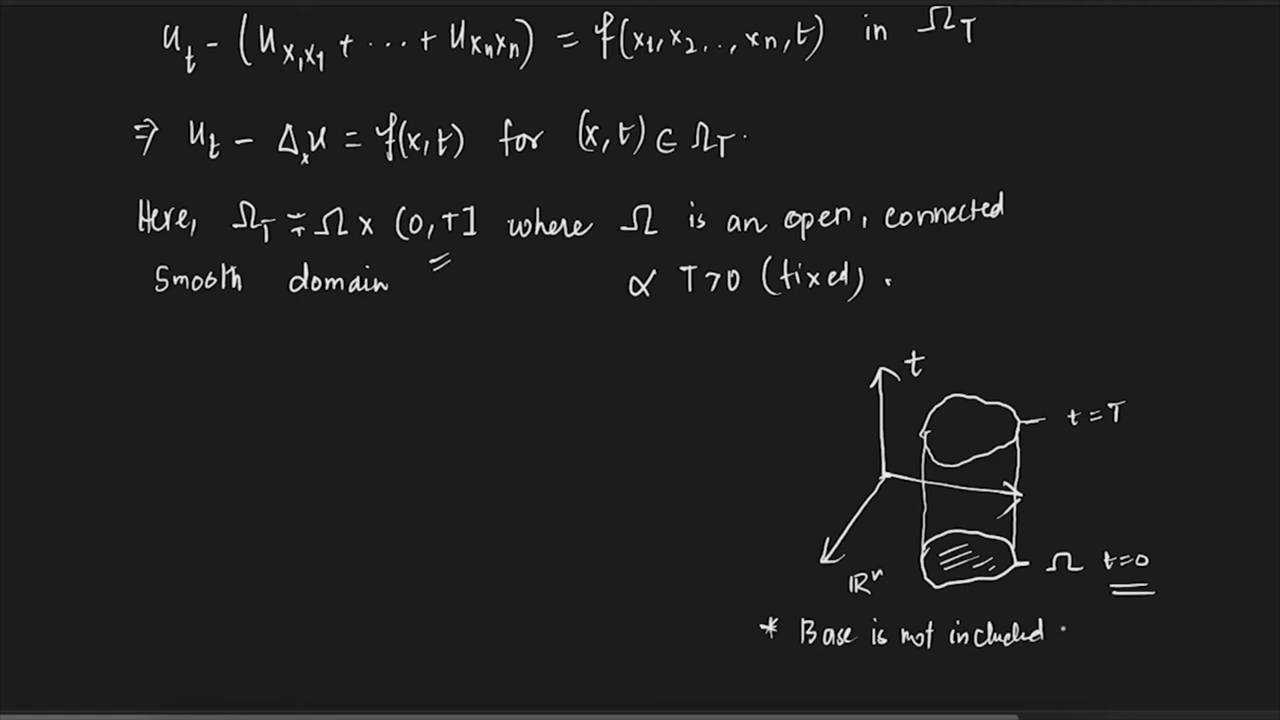 u_t - (u_{x_1x_1} + ... + u_{x_nx_n}) = f(x_1, x_2, .., x_n, t) in Ω_T
⇒ u_t - Δ_x u = f(x, t) for (x, t) ∈ Ω_T.
Here, Ω_T := Ω × (0, T] where Ω is an open, connected
smooth domain & T>0 (fixed).
t
t = T
ℝⁿ
Ω t=0
* Base is not included.